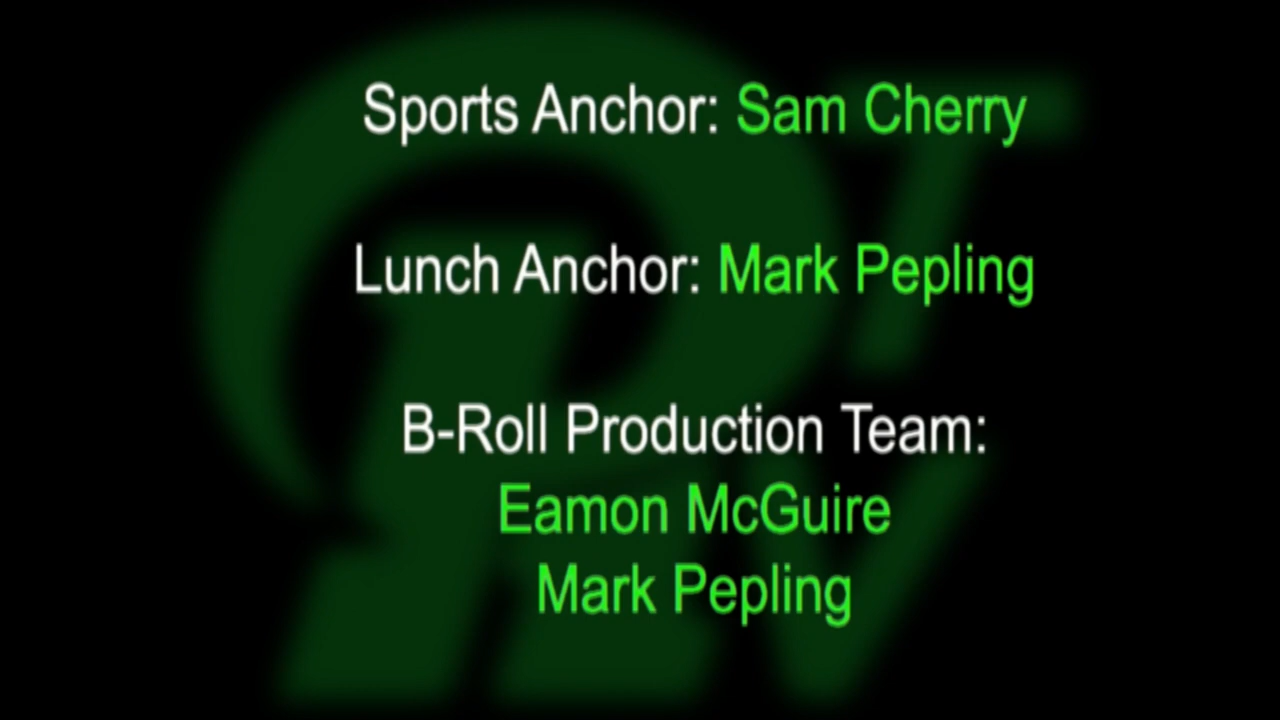 Sports Anchor: Sam Cherry
Lunch Anchor: Mark Pepling
B-Roll Production Team:
Eamon McGuire
Mark Pepling